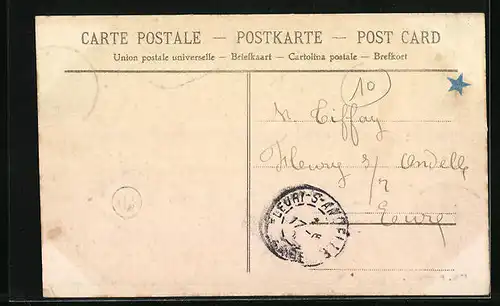 CARTE POSTALE — POSTKARTE — POST CARD
Union postale universelle — Briefkaart — Cartolina postale — Brefkort
10
Tiffay
Fleury s/ Andelle
Eure
FLEURY-S-ANDELLE
EURE